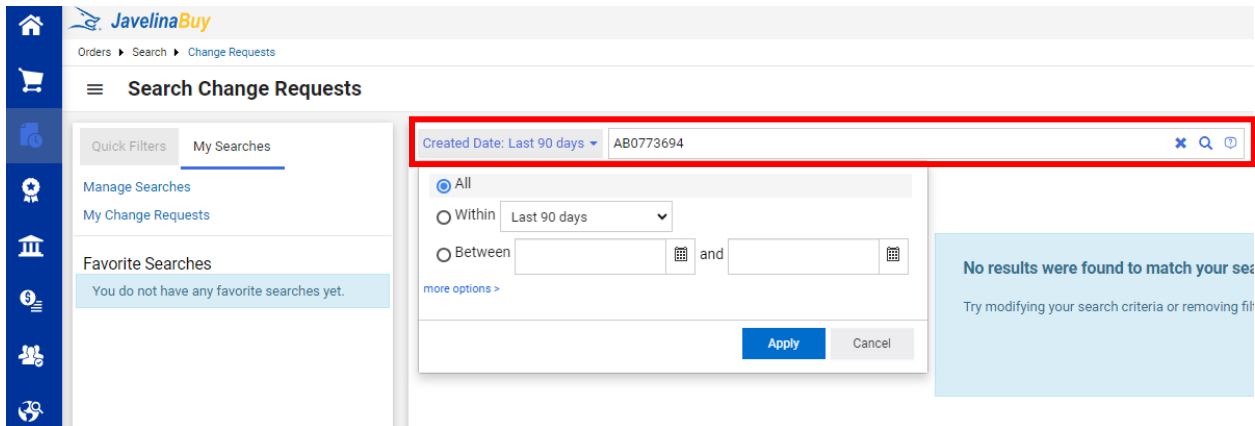 JavelinaBuy
Orders ▸ Search ▸ Change Requests
Search Change Requests
Quick Filters My Searches
Manage Searches
My Change Requests
Favorite Searches
You do not have any favorite searches yet.
Created Date: Last 90 days AB0773694
All
Within Last 90 days
Between and
more options >
Apply Cancel
No results were found to match your sea
Try modifying your search criteria or removing